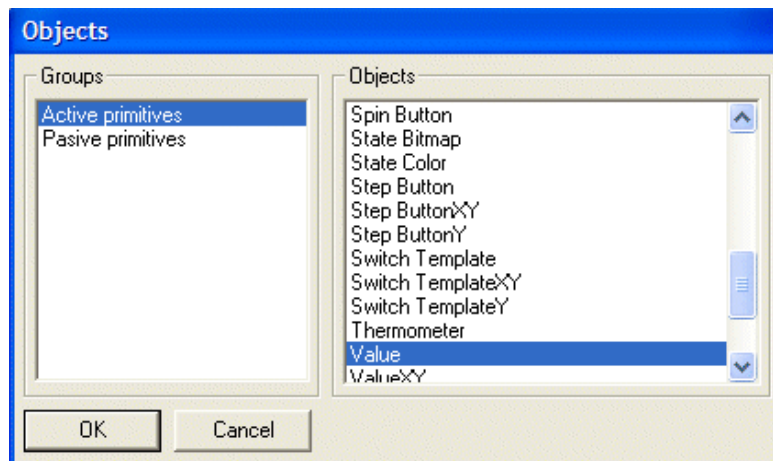 Objects
Groups
Active primitives
Pasive primitives
Objects
Spin Button
State Bitmap
State Color
Step Button
Step ButtonXY
Step ButtonY
Switch Template
Switch TemplateXY
Switch TemplateY
Thermometer
Value
ValueXY
OK
Cancel